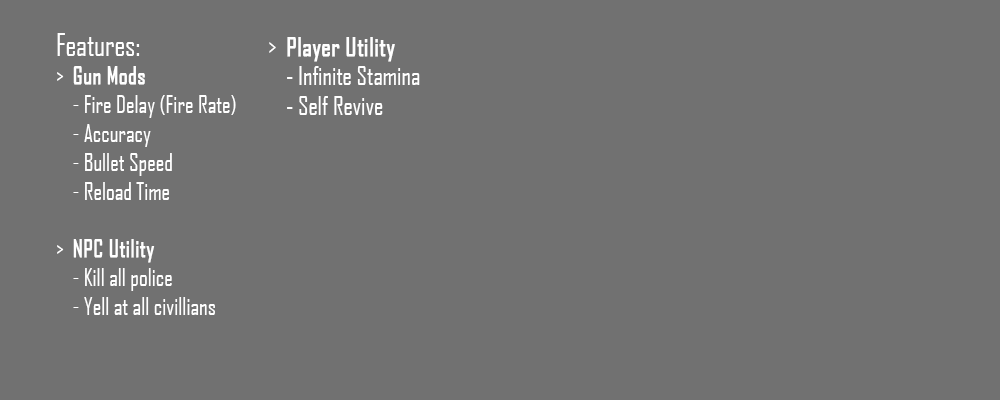 Features:
> Gun Mods
- Fire Delay (Fire Rate)
- Accuracy
- Bullet Speed
- Reload Time
> NPC Utility
- Kill all police
- Yell at all civillians
> Player Utility
- Infinite Stamina
- Self Revive